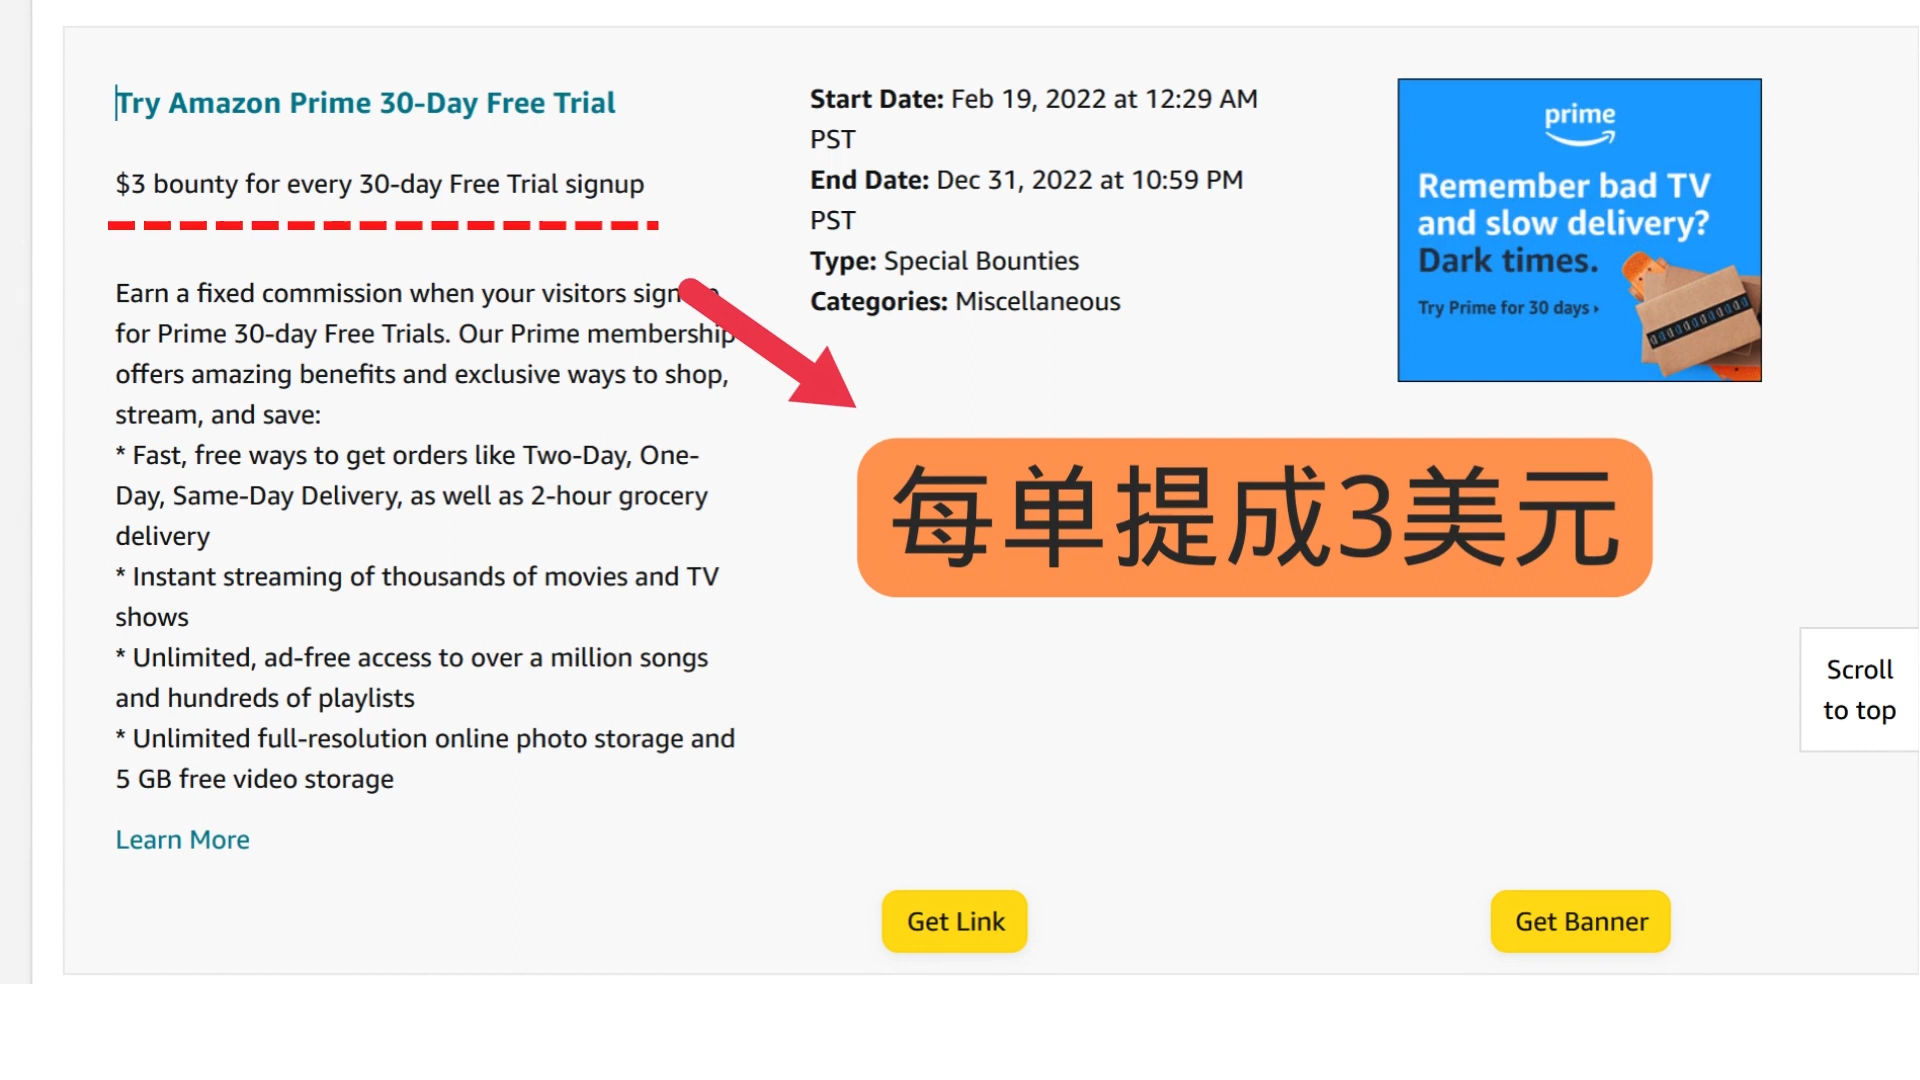 Try Amazon Prime 30-Day Free Trial
$3 bounty for every 30-day Free Trial signup
Earn a fixed commission when your visitors sign
for Prime 30-day Free Trials. Our Prime membership
offers amazing benefits and exclusive ways to shop,
stream, and save:
* Fast, free ways to get orders like Two-Day, One-
Day, Same-Day Delivery, as well as 2-hour grocery
delivery
* Instant streaming of thousands of movies and TV
shows
* Unlimited, ad-free access to over a million songs
and hundreds of playlists
* Unlimited full-resolution online photo storage and
5 GB free video storage
Learn More
Start Date: Feb 19, 2022 at 12:29 AM
PST
End Date: Dec 31, 2022 at 10:59 PM
PST
Type: Special Bounties
Categories: Miscellaneous
prime
Remember bad TV
and slow delivery?
Dark times.
Try Prime for 30 days ›
每单提成3美元
Scroll
to top
Get Link
Get Banner